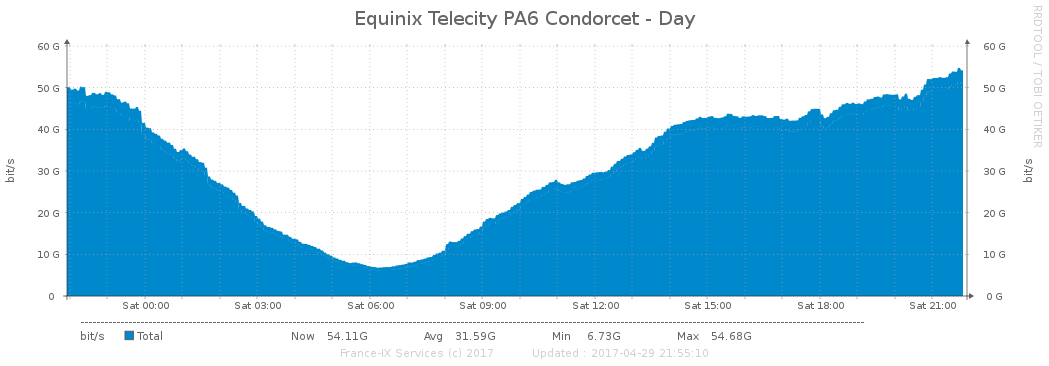 Equinix Telecity PA6 Condorcet - Day
RRDTOOL / TOBI OETIKER
60 G 60 G
50 G 50 G
40 G 40 G
30 G 30 G
20 G 20 G
10 G 10 G
0 0 G
bit/s bit/s
Sat 00:00 Sat 03:00 Sat 06:00 Sat 09:00 Sat 12:00 Sat 15:00 Sat 18:00 Sat 21:00
bit/s Total Now 54.11G Avg 31.59G Min 6.73G Max 54.68G
France-IX Services (c) 2017 Updated : 2017-04-29 21:55:10